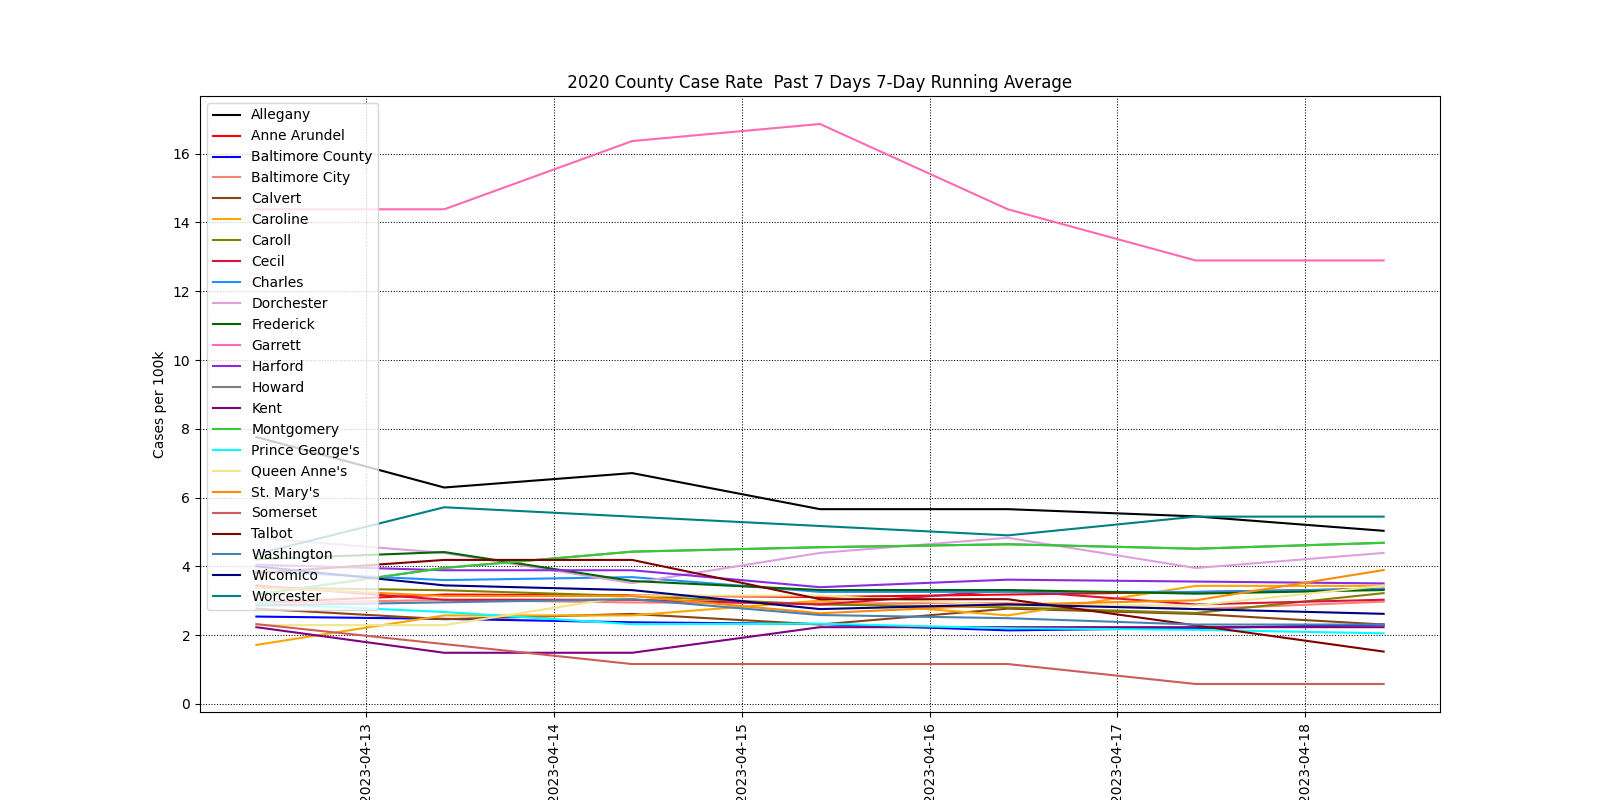 2020 County Case Rate  Past 7 Days 7-Day Running Average
Cases per 100k
16
14
12
10
8
6
4
2
0
Allegany
Anne Arundel
Baltimore County
Baltimore City
Calvert
Caroline
Caroll
Cecil
Charles
Dorchester
Frederick
Garrett
Harford
Howard
Kent
Montgomery
Prince George's
Queen Anne's
St. Mary's
Somerset
Talbot
Washington
Wicomico
Worcester
2023-04-13
2023-04-14
2023-04-15
2023-04-16
2023-04-17
2023-04-18